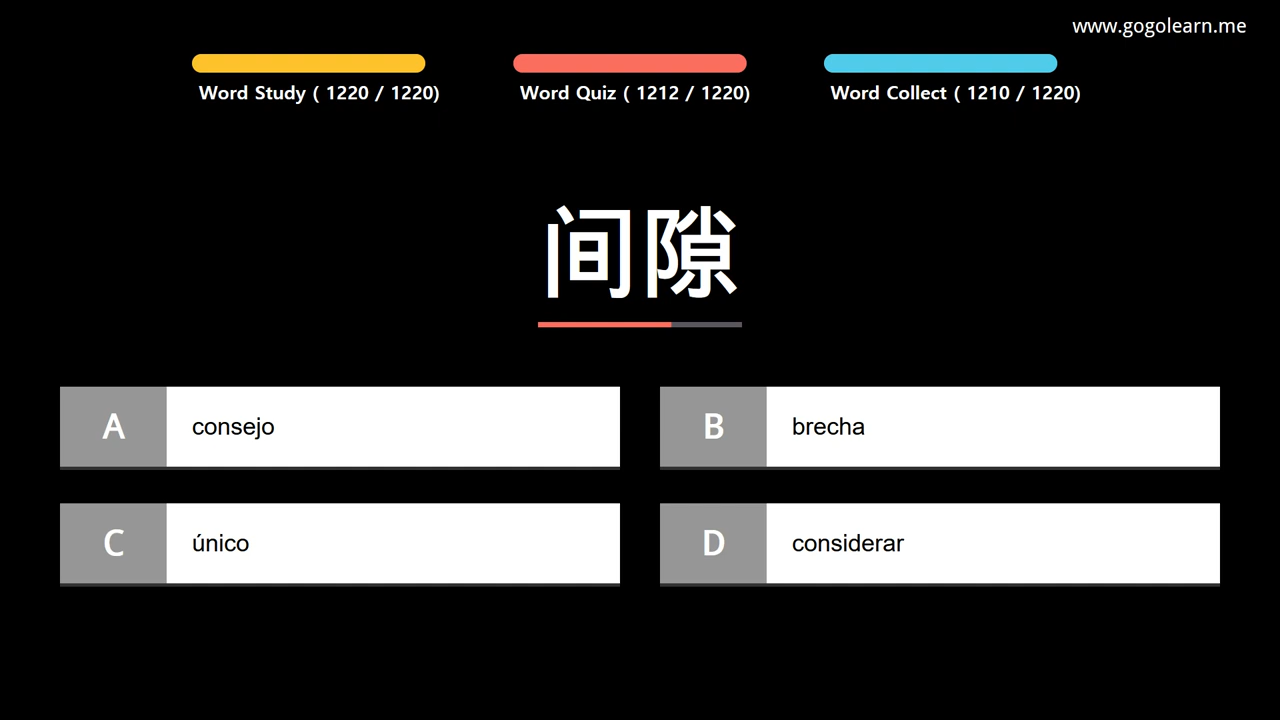 www.gogolearn.me
Word Study ( 1220 / 1220)
Word Quiz ( 1212 / 1220)
Word Collect ( 1210 / 1220)
间隙
A consejo
B brecha
C único
D considerar